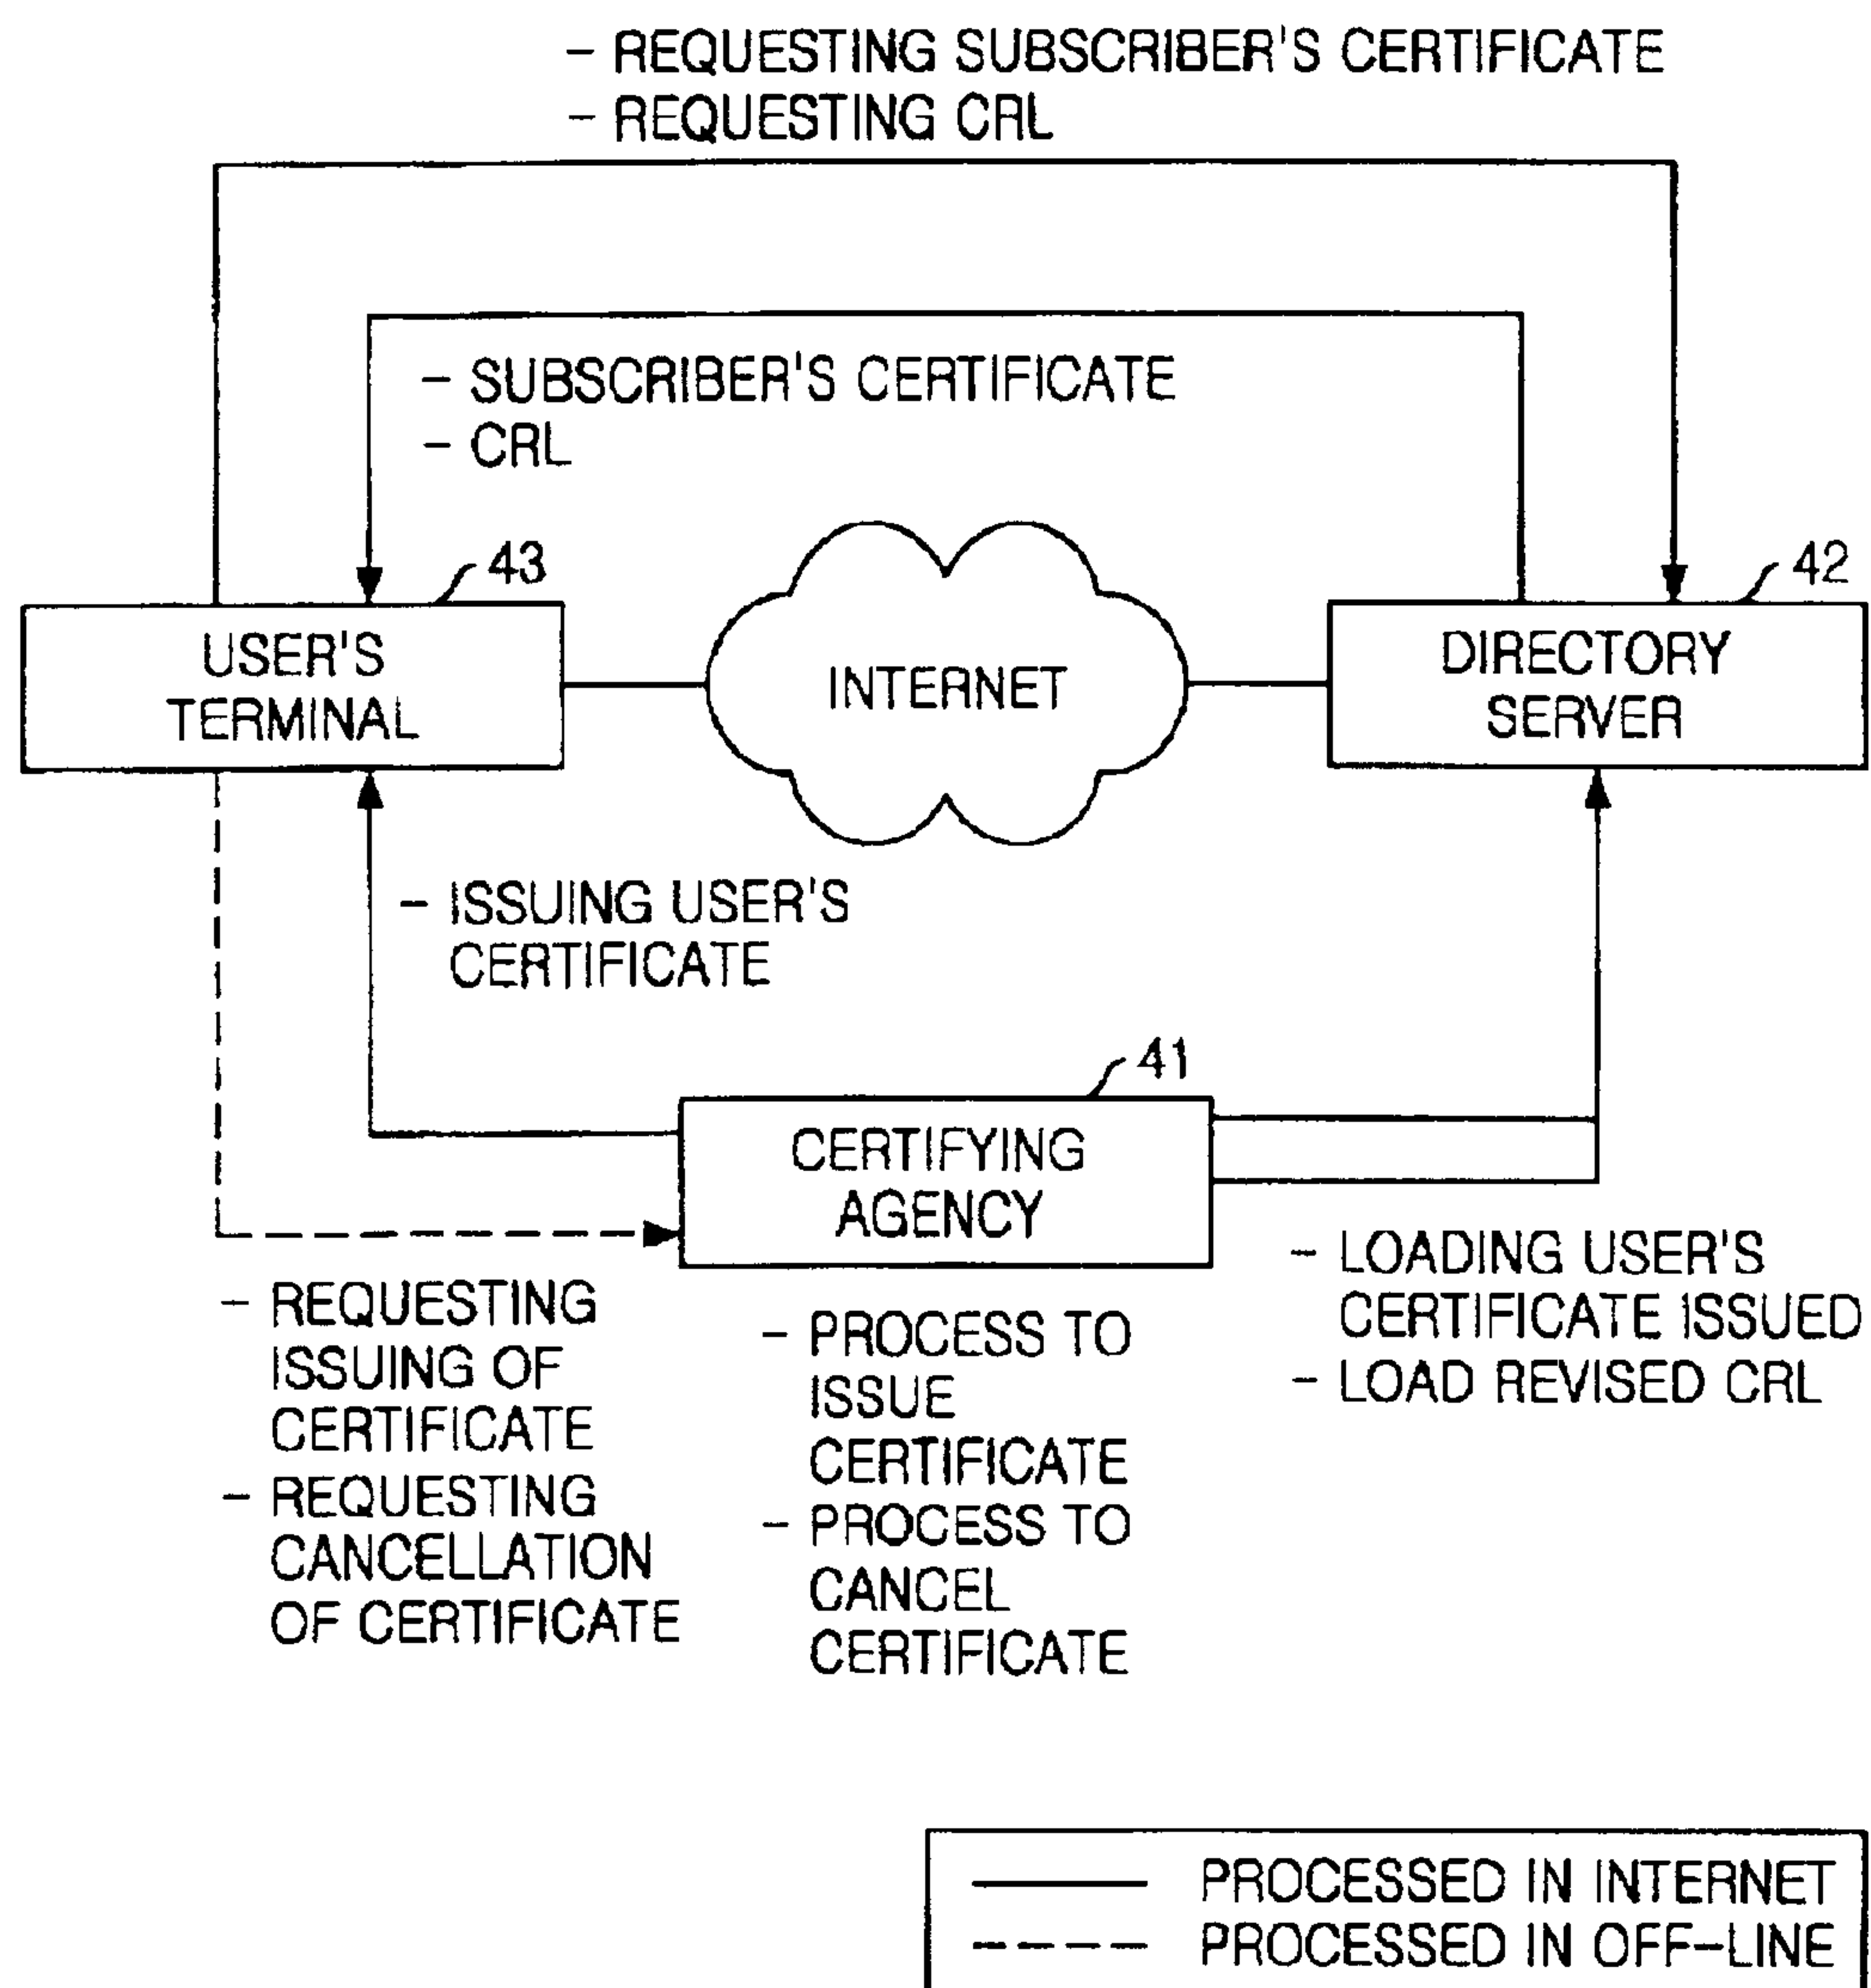 - REQUESTING SUBSCRIBER'S CERTIFICATE
- REQUESTING CRL
- SUBSCRIBER'S CERTIFICATE
- CRL
43
42
USER'S
TERMINAL
INTERNET
DIRECTORY
SERVER
- ISSUING USER'S
CERTIFICATE
41
CERTIFYING
AGENCY
- REQUESTING
ISSUING OF
CERTIFICATE
- REQUESTING
CANCELLATION
OF CERTIFICATE
- PROCESS TO
ISSUE
CERTIFICATE
- PROCESS TO
CANCEL
CERTIFICATE
- LOADING USER'S
CERTIFICATE ISSUED
- LOAD REVISED CRL
PROCESSED IN INTERNET
PROCESSED IN OFF-LINE